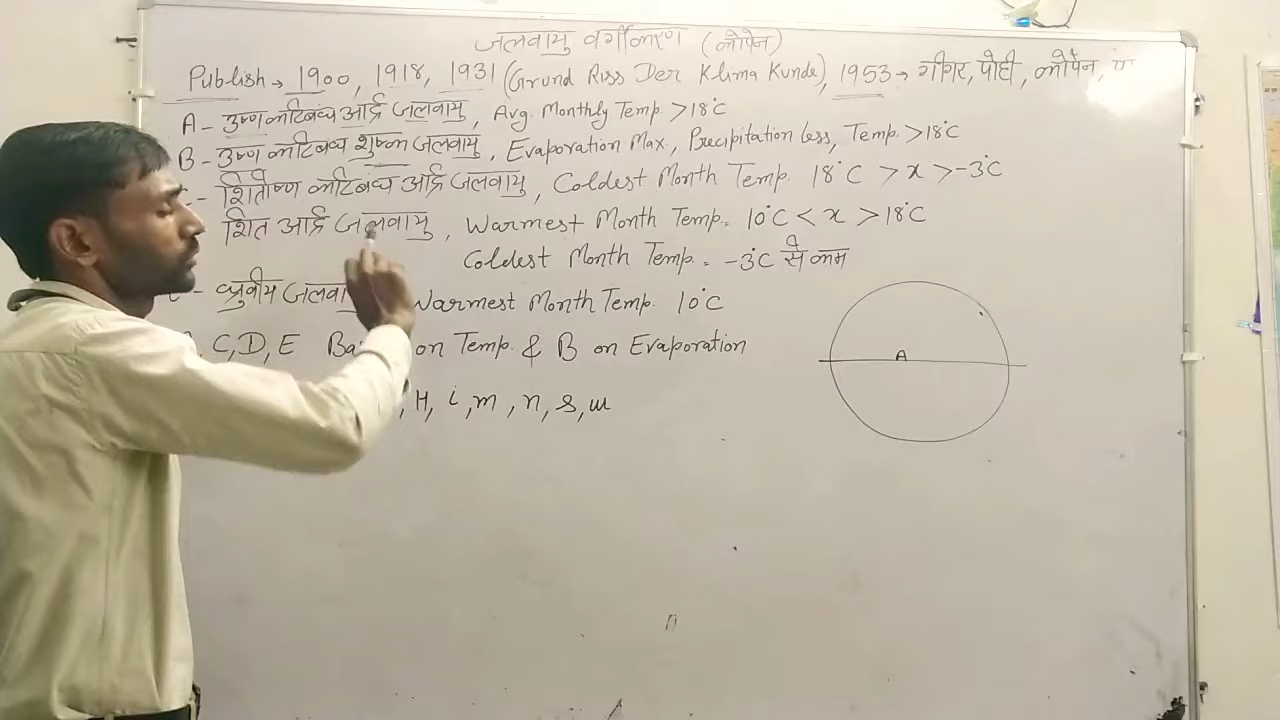 जलवायु वर्गीकरण (कोपेन)
Publish → 1900, 1918, 1931 (Grund Riss Der Klima Kunde), 1953 → गीगर, पोही, कोपेन,
A - उष्ण कटिबंध आर्द्र जलवायु, Avg. Monthly Temp. > 18°C
B - उष्ण कटिबंध शुष्क जलवायु, Evaporation Max., Precipitation Less, Temp. > 18°C
- शितोष्ण कटिबंध आर्द्र जलवायु, Coldest Month Temp. 18°C > x > -3°C
शित आर्द्र जलवायु, Warmest Month Temp. 10°C < x > 18°C
Coldest Month Temp. = -3°C से कम
- ध्रुवीय जलवा Warmest Month Temp. 10°C
, C, D, E Ba on Temp. & B on Evaporation
, H, i, m, n, s, w
A